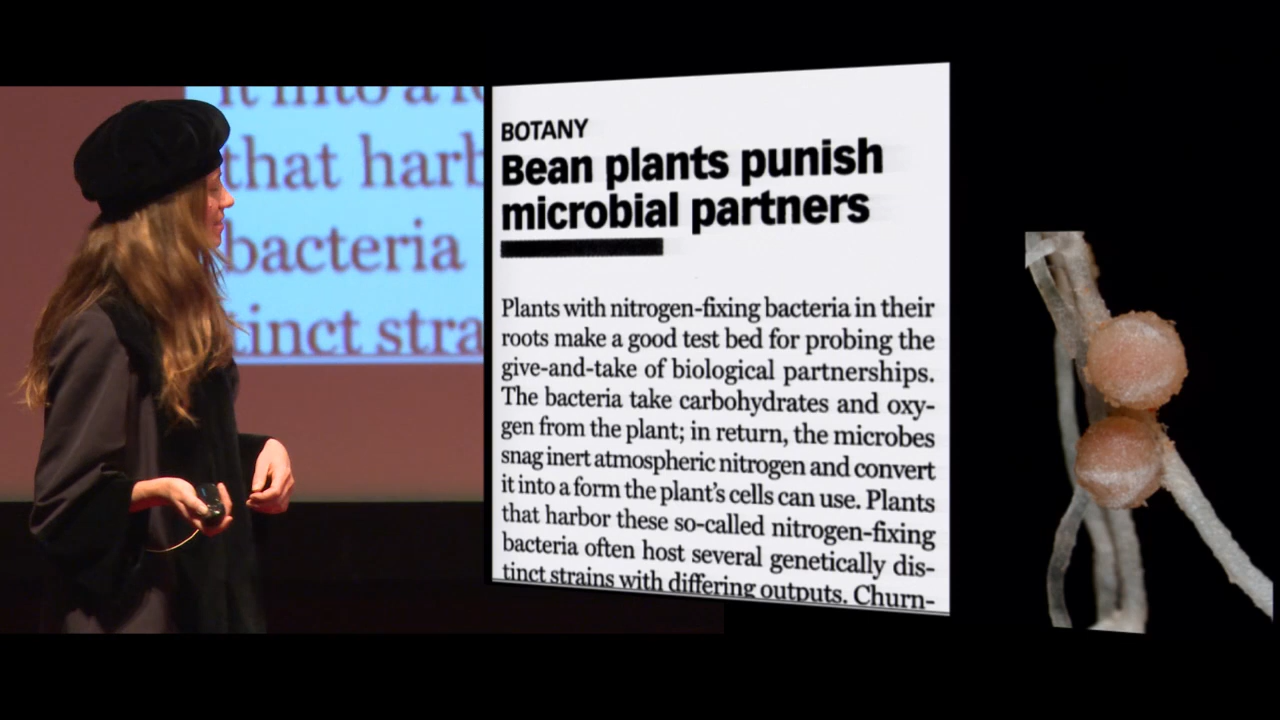 it into a
that harb
bacteria
tinct stra
BOTANY
Bean plants punish
microbial partners
Plants with nitrogen-fixing bacteria in their
roots make a good test bed for probing the
give-and-take of biological partnerships.
The bacteria take carbohydrates and oxy-
gen from the plant; in return, the microbes
snag inert atmospheric nitrogen and convert
it into a form the plant's cells can use. Plants
that harbor these so-called nitrogen-fixing
bacteria often host several genetically dis-
tinct strains with differing outputs. Churn-